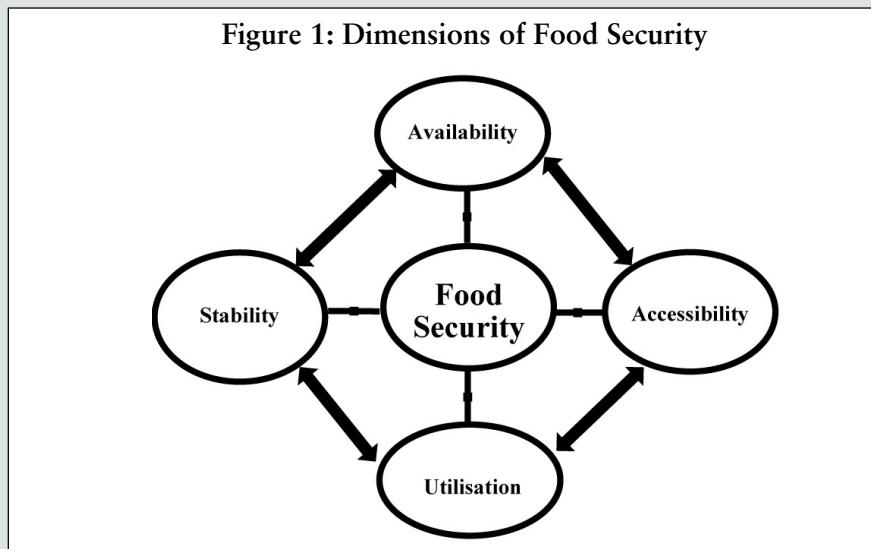 Figure 1: Dimensions of Food Security
Availability
Stability
Food
Security
Accessibility
Utilisation